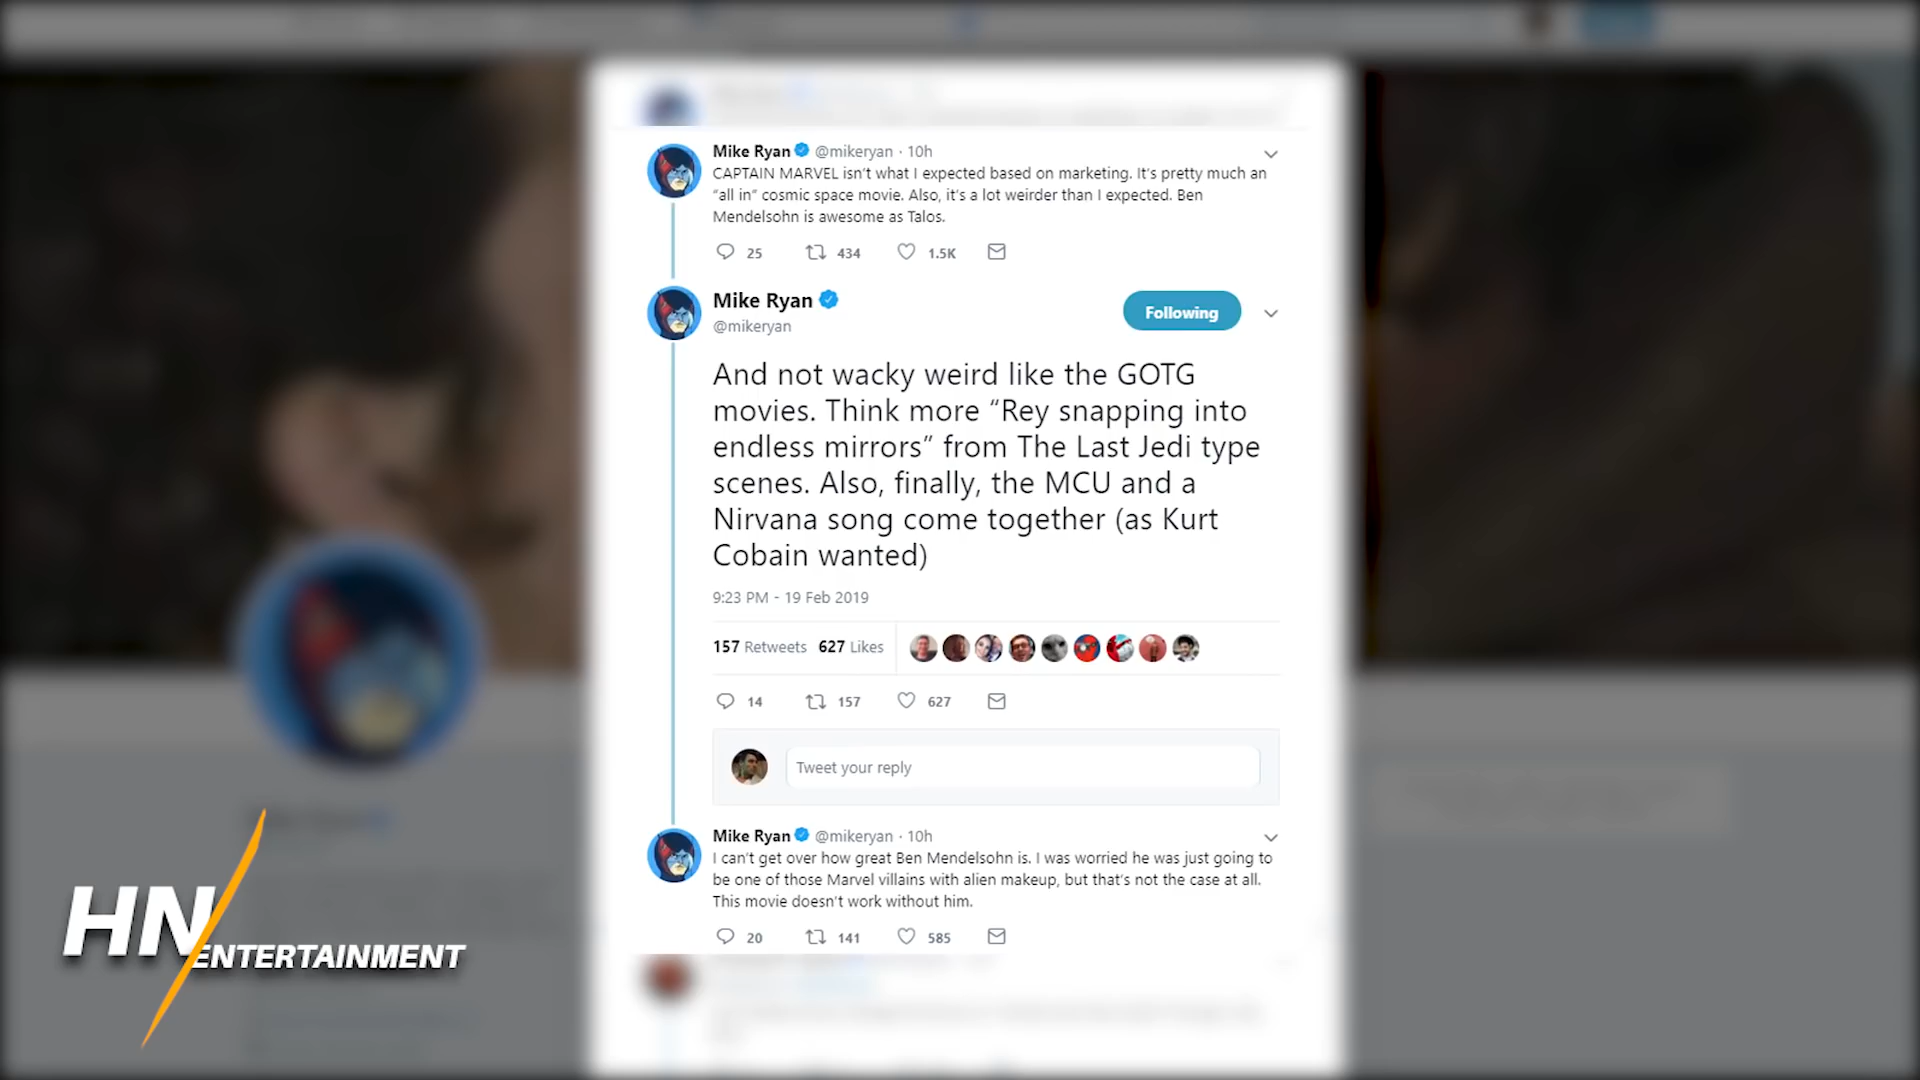 Mike Ryan @mikeryan · 10h
CAPTAIN MARVEL isn't what I expected based on marketing. It's pretty much an
“all in” cosmic space movie. Also, it's a lot weirder than I expected. Ben
Mendelsohn is awesome as Talos.
25 434 1.5K
Mike Ryan
Following
@mikeryan
And not wacky weird like the GOTG
movies. Think more “Rey snapping into
endless mirrors” from The Last Jedi type
scenes. Also, finally, the MCU and a
Nirvana song come together (as Kurt
Cobain wanted)
9:23 PM - 19 Feb 2019
157 Retweets 627 Likes
14 157 627
Tweet your reply
Mike Ryan @mikeryan · 10h
I can't get over how great Ben Mendelsohn is. I was worried he was just going to
be one of those Marvel villains with alien makeup, but that's not the case at all.
This movie doesn't work without him.
20 141 585
HN
ENTERTAINMENT